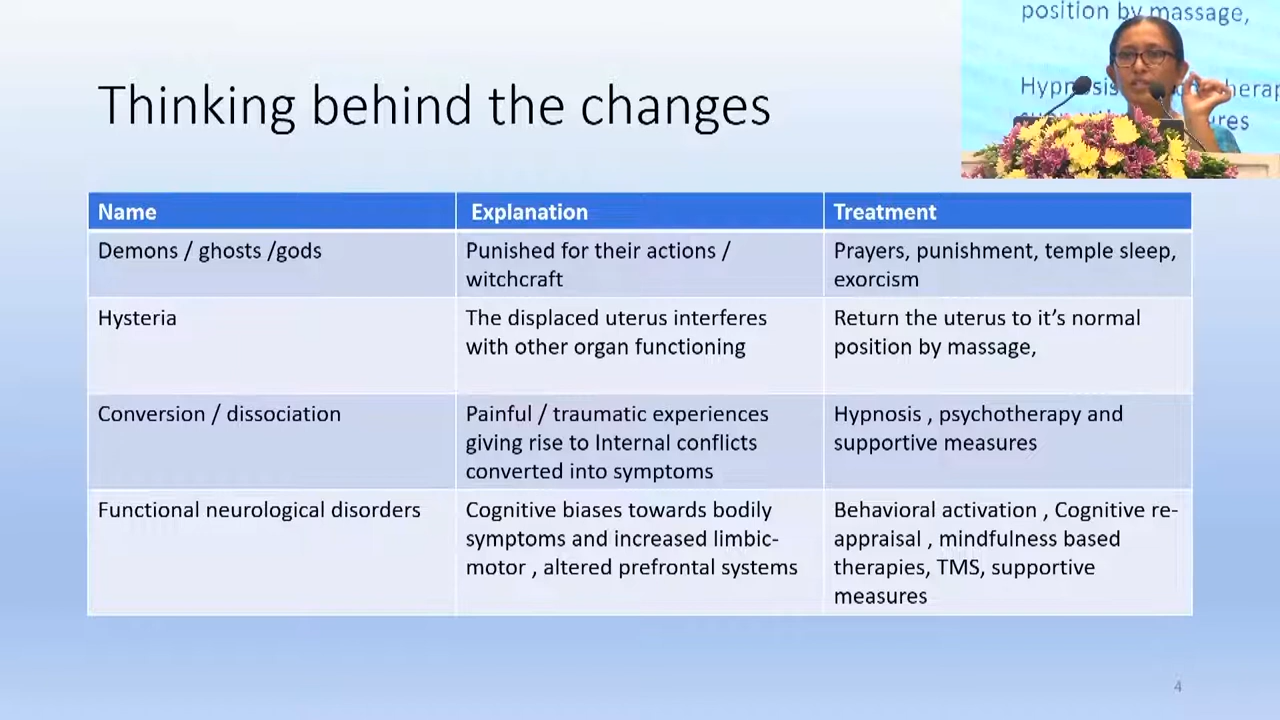 position by massage,
Thinking behind the changes
Name
Explanation
Treatment
Demons / ghosts /gods
Punished for their actions /
witchcraft
Prayers, punishment, temple sleep,
exorcism
Hysteria
The displaced uterus interferes
with other organ functioning
Return the uterus to it’s normal
position by massage,
Conversion / dissociation
Painful / traumatic experiences
giving rise to Internal conflicts
converted into symptoms
Hypnosis , psychotherapy and
supportive measures
Functional neurological disorders
Cognitive biases towards bodily
symptoms and increased limbic-
motor , altered prefrontal systems
Behavioral activation , Cognitive re-
appraisal , mindfulness based
therapies, TMS, supportive
measures
4